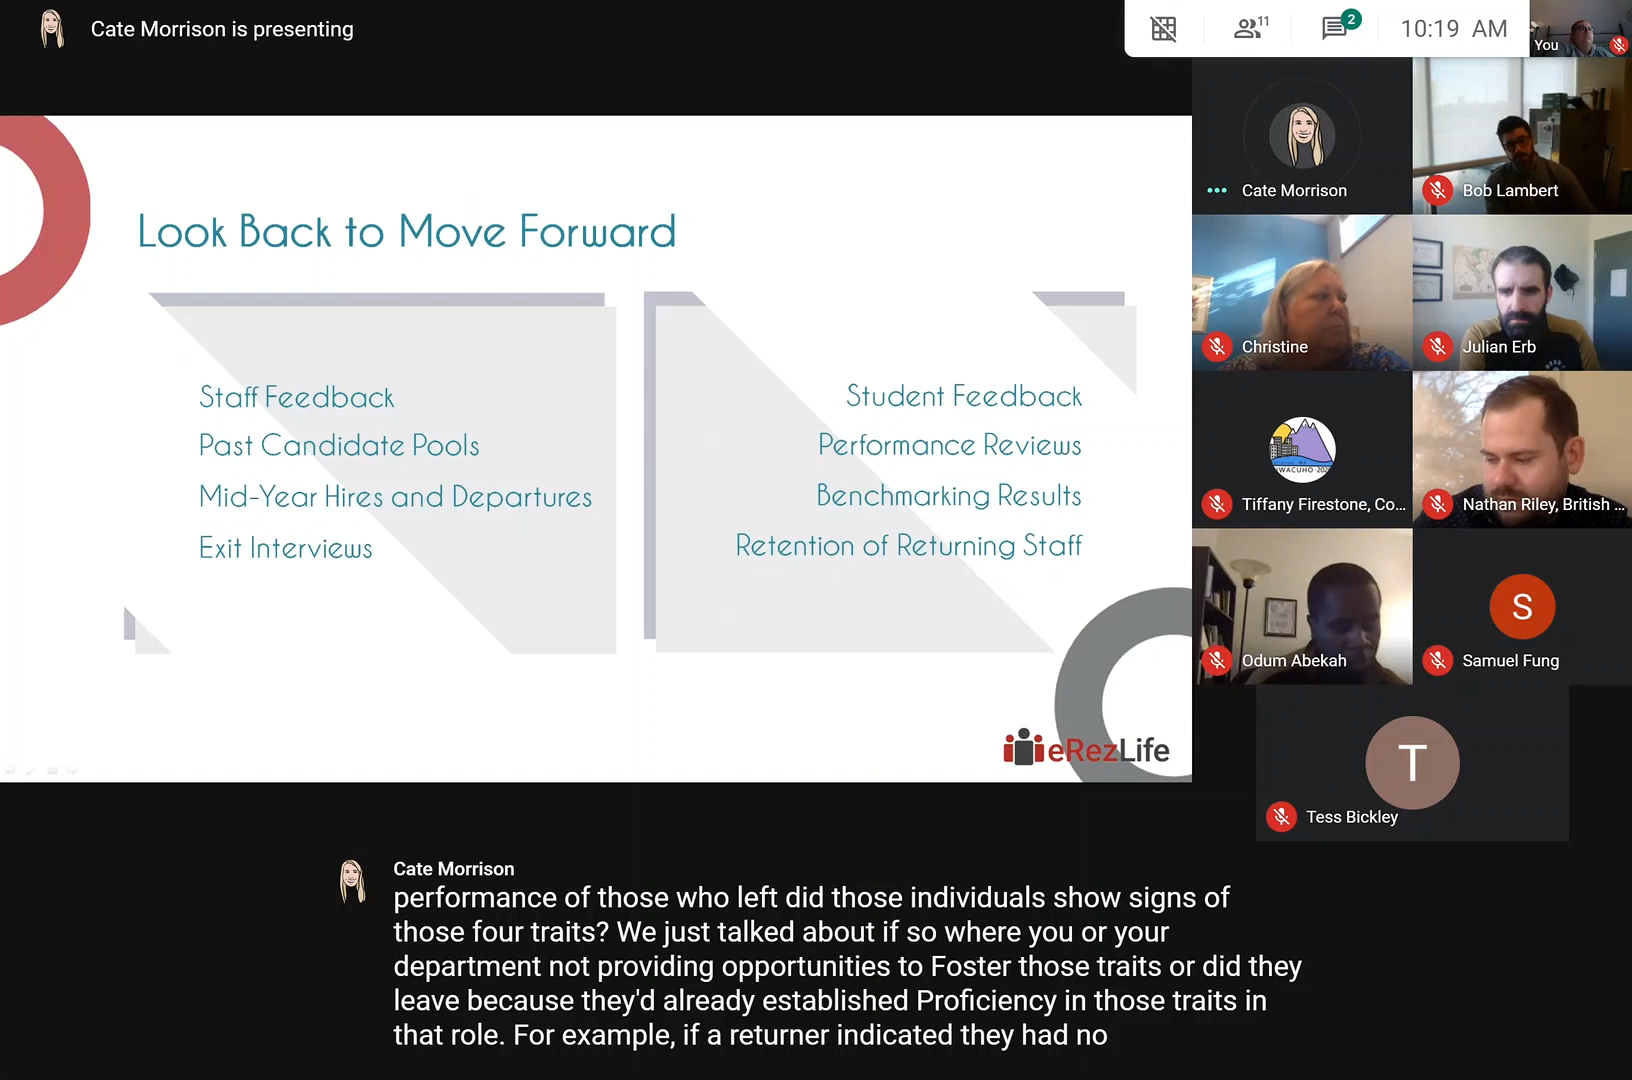 Cate Morrison is presenting
11
2
10:19 AM
You
Look Back to Move Forward
Staff Feedback
Past Candidate Pools
Mid-Year Hires and Departures
Exit Interviews
Student Feedback
Performance Reviews
Benchmarking Results
Retention of Returning Staff
eRezLife
Cate Morrison
Bob Lambert
Christine
Julian Erb
Tiffany Firestone, Co...
Nathan Riley, British ...
Odum Abekah
S
Samuel Fung
T
Tess Bickley
Cate Morrison
performance of those who left did those individuals show signs of
those four traits? We just talked about if so where you or your
department not providing opportunities to Foster those traits or did they
leave because they'd already established Proficiency in those traits in
that role. For example, if a returner indicated they had no